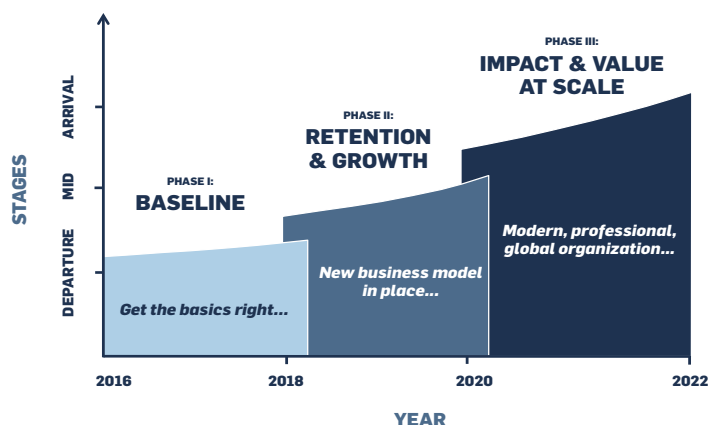 PHASE III:
IMPACT & VALUE
AT SCALE
PHASE II:
RETENTION
& GROWTH
PHASE I:
BASELINE
STAGES
ARRIVAL
MID
DEPARTURE
Get the basics right...
New business model
in place...
Modern, professional,
global organization...
2016
2018
2020
2022
YEAR